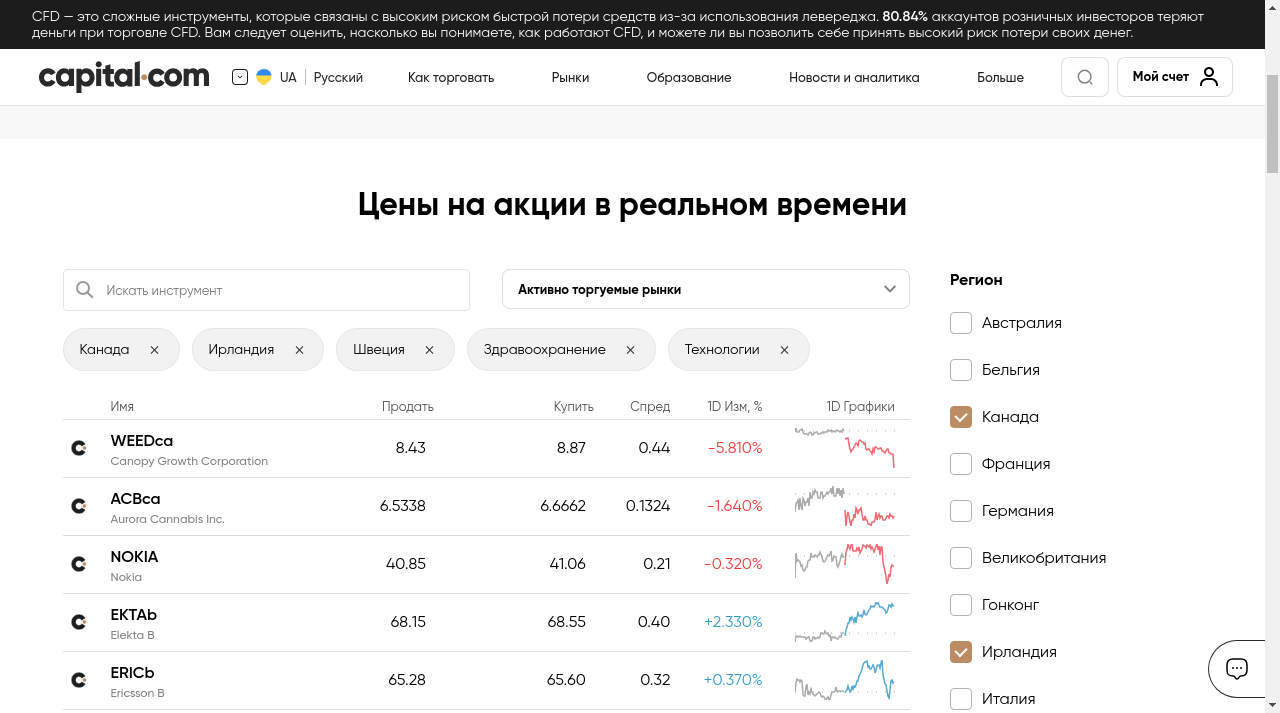 CFD — это сложные инструменты, которые связаны с высоким риском быстрой потери средств из-за использования левереджа. 80.84% аккаунтов розничных инвесторов теряют
деньги при торговле CFD. Вам следует оценить, насколько вы понимаете, как работают CFD, и можете ли вы позволить себе принять высокий риск потери своих денег.
capital.com UA Русский Как торговать Рынки Образование Новости и аналитика Больше Мой счет
Цены на акции в реальном времени
Искать инструмент Активно торгуемые рынки
Канада × Ирландия × Швеция × Здравоохранение × Технологии ×
Имя Продать Купить Спред 1D Изм, % 1D Графики
WEEDca 8.43 8.87 0.44 -5.810%
Canopy Growth Corporation
ACBca 6.5338 6.6662 0.1324 -1.640%
Aurora Cannabis Inc.
NOKIA 40.85 41.06 0.21 -0.320%
Nokia
EKTAb 68.15 68.55 0.40 +2.330%
Elekta B
ERICb 65.28 65.60 0.32 +0.370%
Ericsson B
Регион
Австралия
Бельгия
Канада
Франция
Германия
Великобритания
Гонконг
Ирландия
Италия